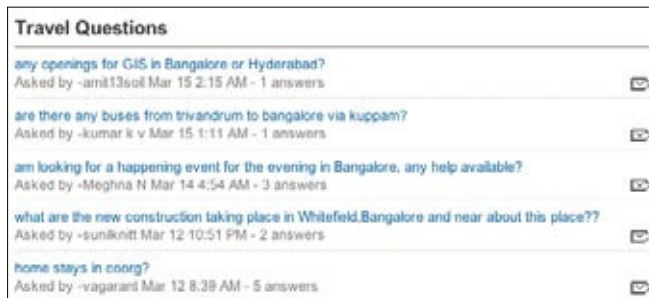 Travel Questions
any openings for GIS in Bangalore or Hyderabad?
Asked by -amit13soil Mar 15 2:15 AM - 1 answers
are there any buses from trivandrum to bangalore via kuppam?
Asked by -kumar k v Mar 15 1:11 AM - 1 answers
am looking for a happening event for the evening in Bangalore, any help available?
Asked by -Meghna N Mar 14 4:54 AM - 3 answers
what are the new construction taking place in Whitefield,Bangalore and near about this place??
Asked by -sunilknitt Mar 12 10:51 PM - 2 answers
home stays in coorg?
Asked by -vagarant Mar 12 8.39 AM - 5 answers